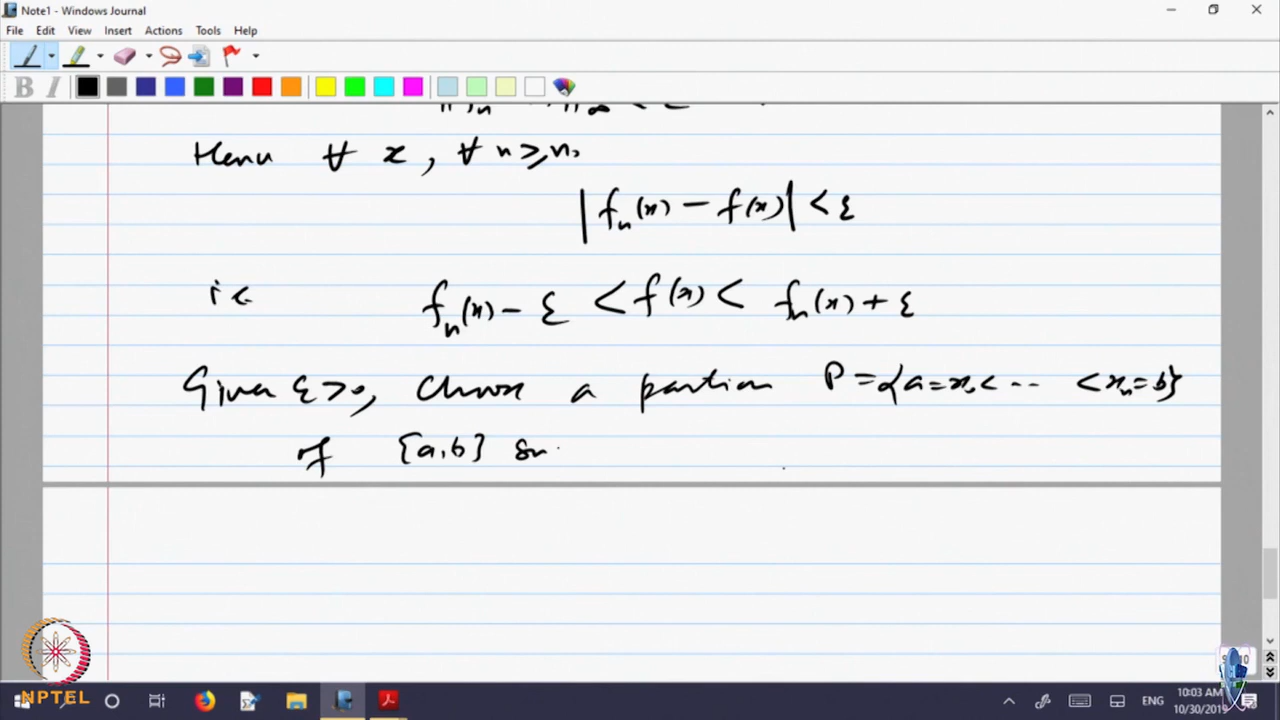 Note1 - Windows Journal
File Edit View Insert Actions Tools Help
B I
Hence ∀ x, ∀ n ≥ n₀
|fₙ(x) − f(x)| < ε
i.e
fₙ(x) − ε < f(x) < fₙ(x) + ε
Given ε > 0, choose a partion P = {a = x₀ < ... < xₙ = b}
of [a,b] su
NPTEL
ENG
10:03 AM
10/30/2019